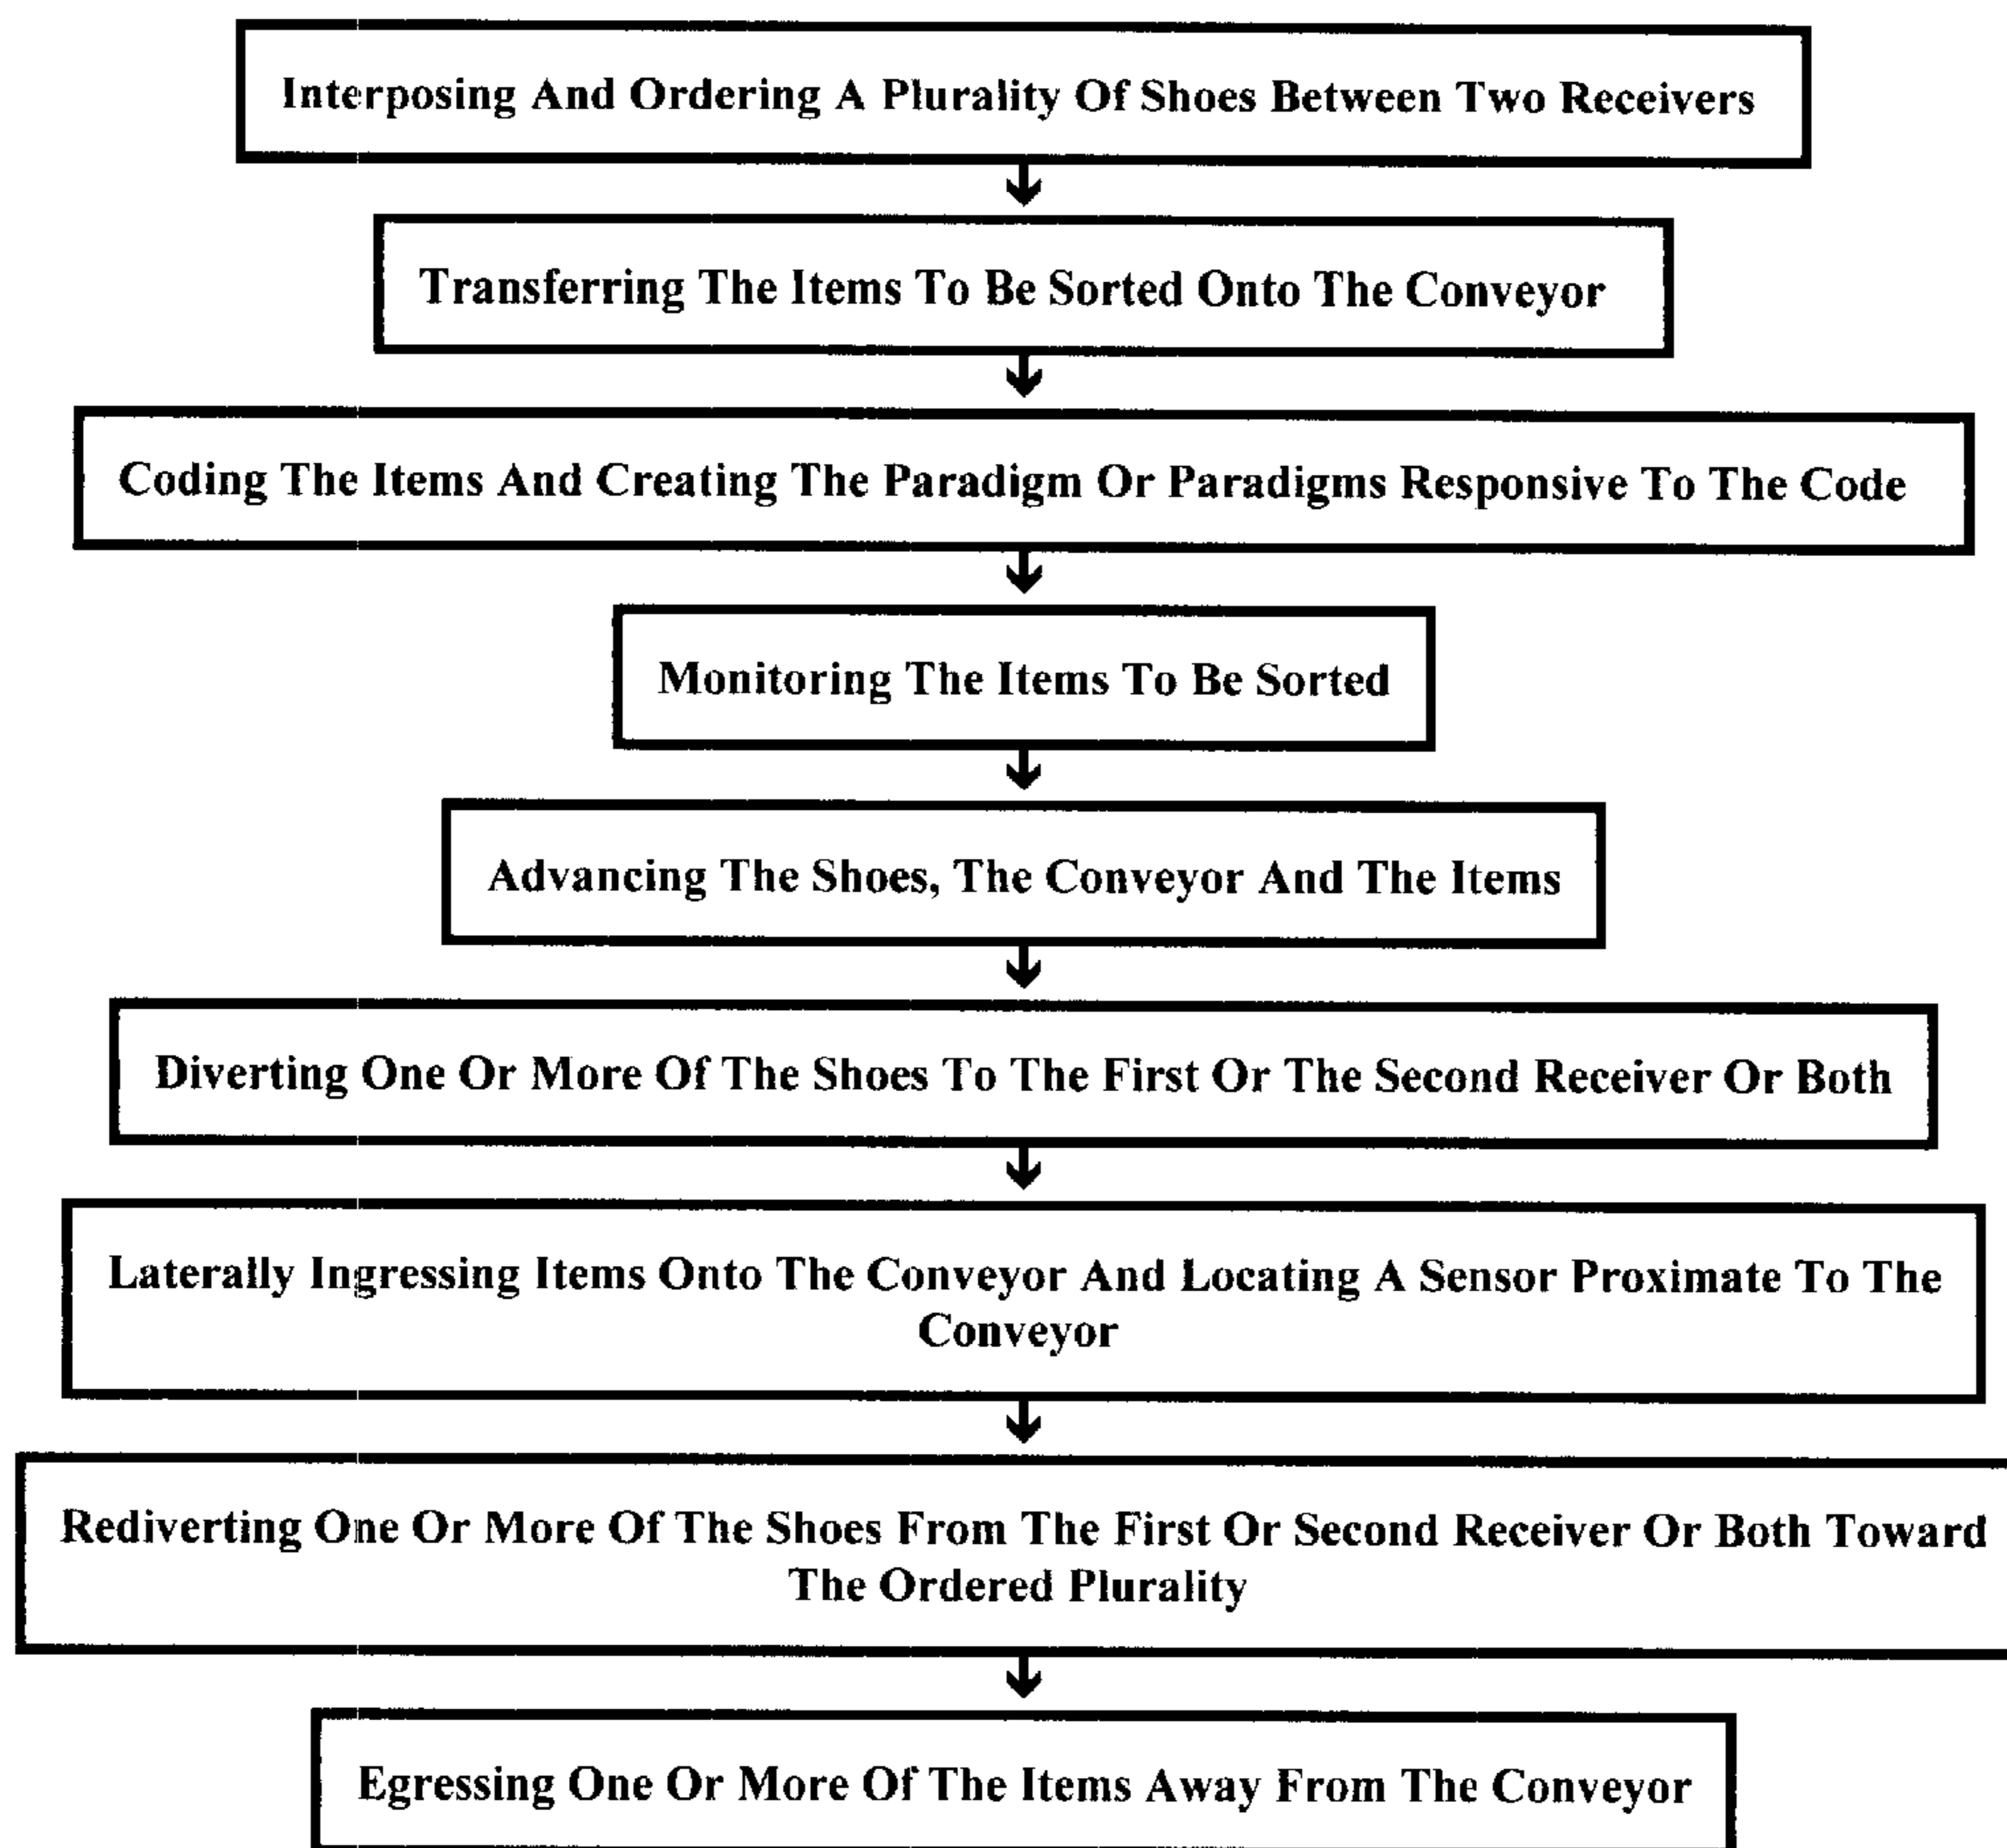 Interposing And Ordering A Plurality Of Shoes Between Two Receivers
Transferring The Items To Be Sorted Onto The Conveyor
Coding The Items And Creating The Paradigm Or Paradigms Responsive To The Code
Monitoring The Items To Be Sorted
Advancing The Shoes, The Conveyor And The Items
Diverting One Or More Of The Shoes To The First Or The Second Receiver Or Both
Laterally Ingressing Items Onto The Conveyor And Locating A Sensor Proximate To The
Conveyor
Rediverting One Or More Of The Shoes From The First Or Second Receiver Or Both Toward
The Ordered Plurality
Egressing One Or More Of The Items Away From The Conveyor